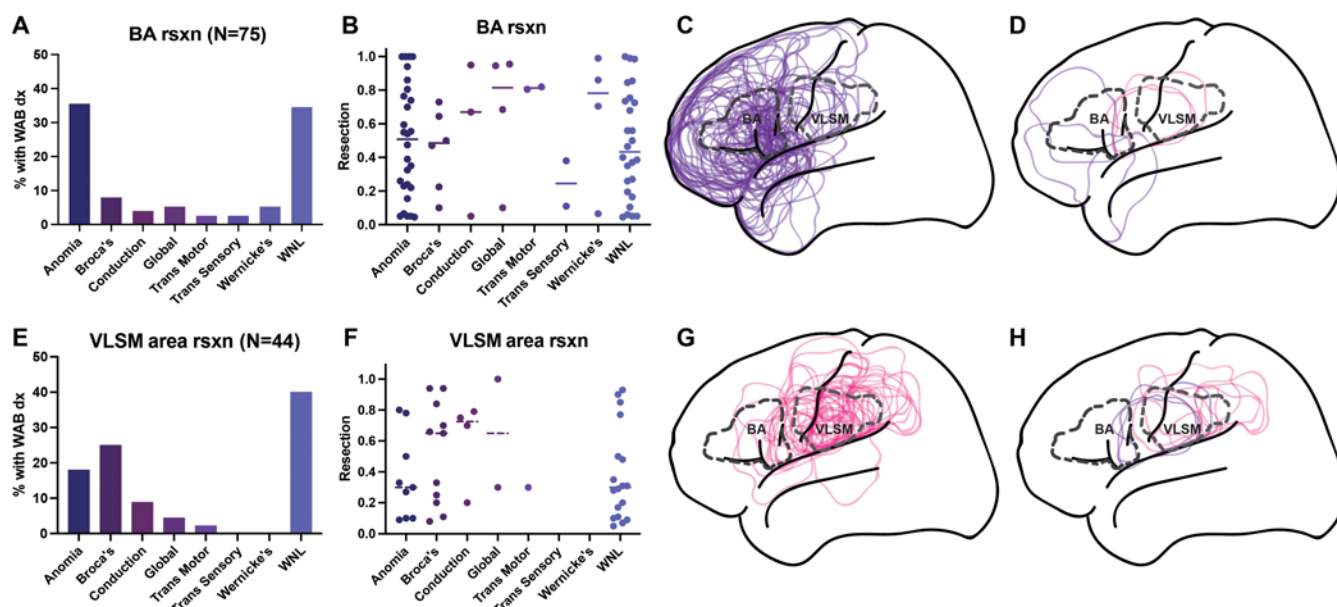 A
BA rsxn (N=75)
% with WAB dx
50
40
30
20
10
0
Anomia
Broca's
Conduction
Global
Trans Motor
Trans Sensory
Wernicke's
WNL
B
BA rsxn
Resection
1.0
0.8
0.6
0.4
0.2
0.0
Anomia
Broca's
Conduction
Global
Trans Motor
Trans Sensory
Wernicke's
WNL
C
BA
VLSM
D
BA
VLSM
E
VLSM area rsxn (N=44)
% with WAB dx
50
40
30
20
10
0
Anomia
Broca's
Conduction
Global
Trans Motor
Trans Sensory
Wernicke's
WNL
F
VLSM area rsxn
Resection
1.0
0.8
0.6
0.4
0.2
0.0
Anomia
Broca's
Conduction
Global
Trans Motor
Trans Sensory
Wernicke's
WNL
G
BA
VLSM
H
BA
VLSM